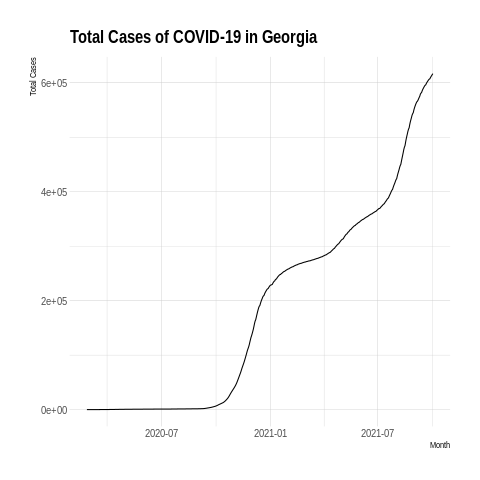 Total Cases of COVID-19 in Georgia
Total Cases
6e+05
4e+05
2e+05
0e+00
2020-07
2021-01
2021-07
Month